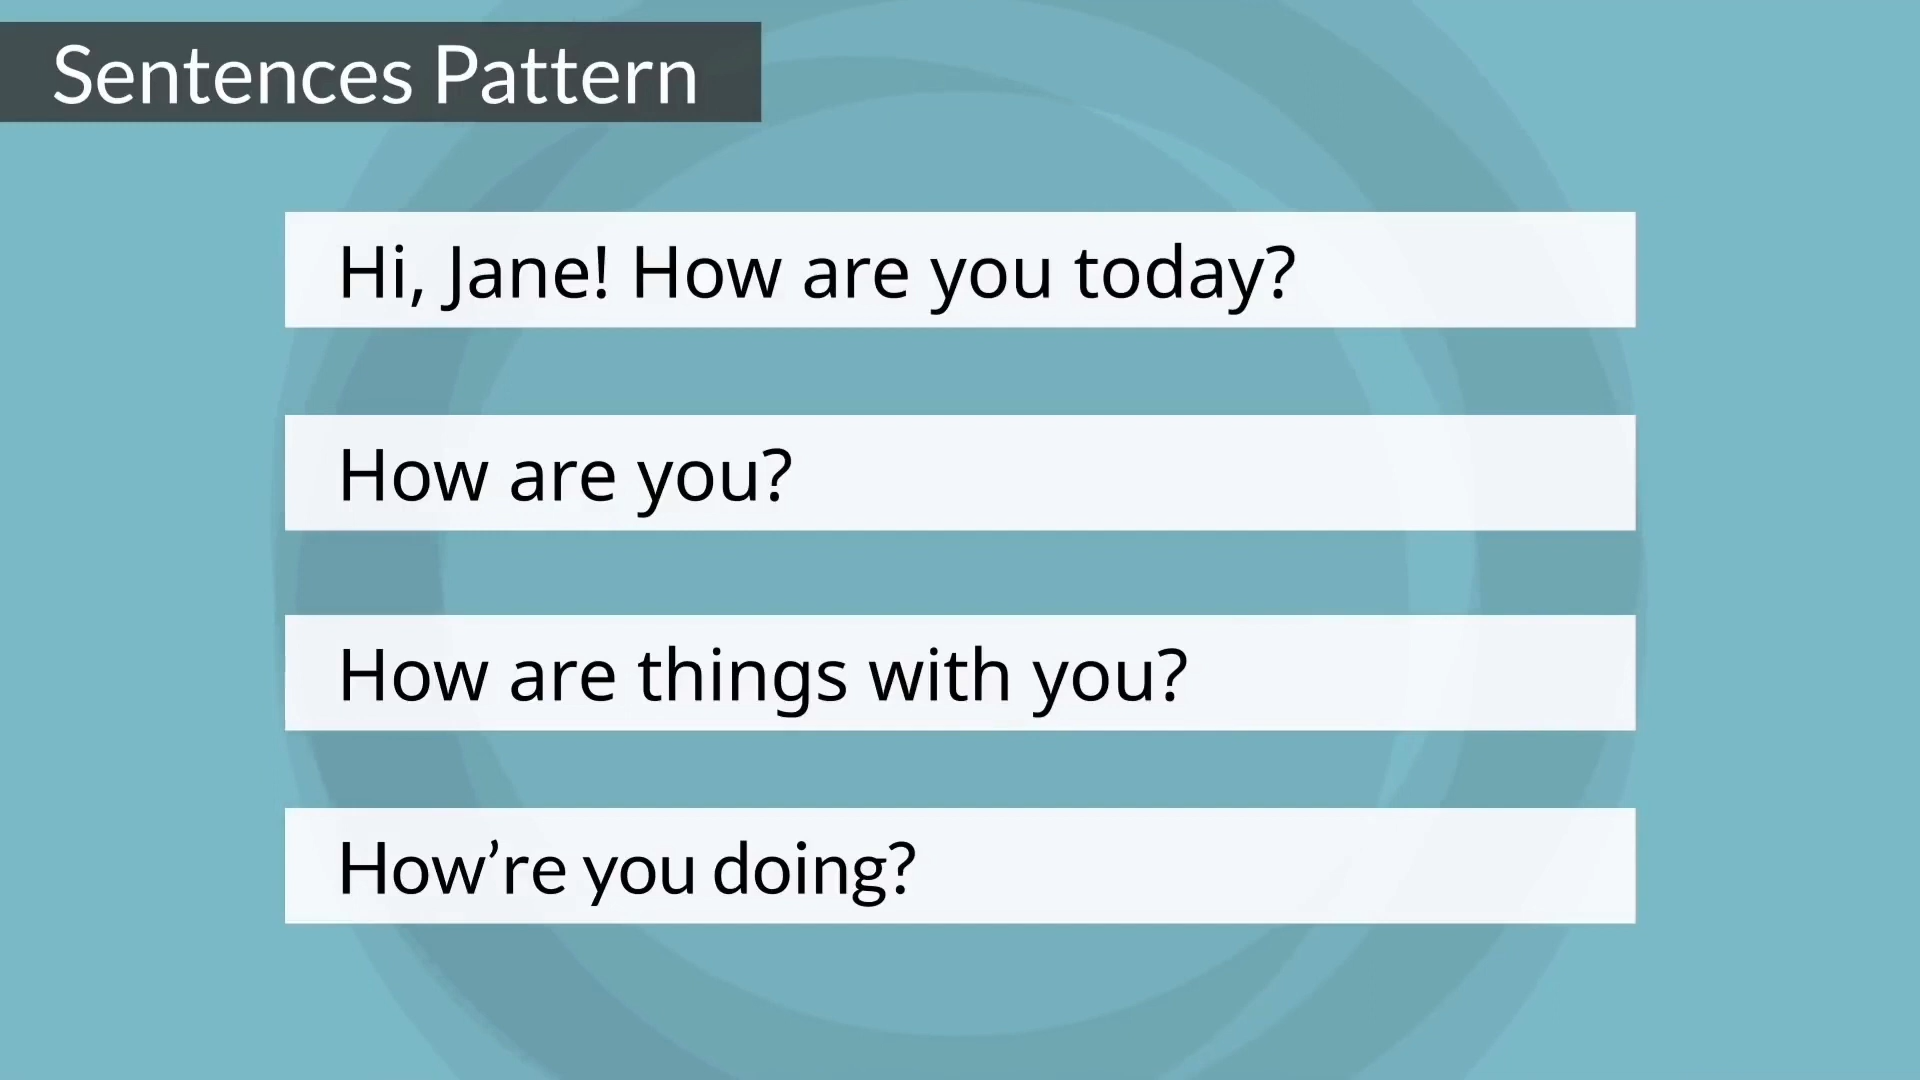 Sentences Pattern
Hi, Jane! How are you today?
How are you?
How are things with you?
How’re you doing?